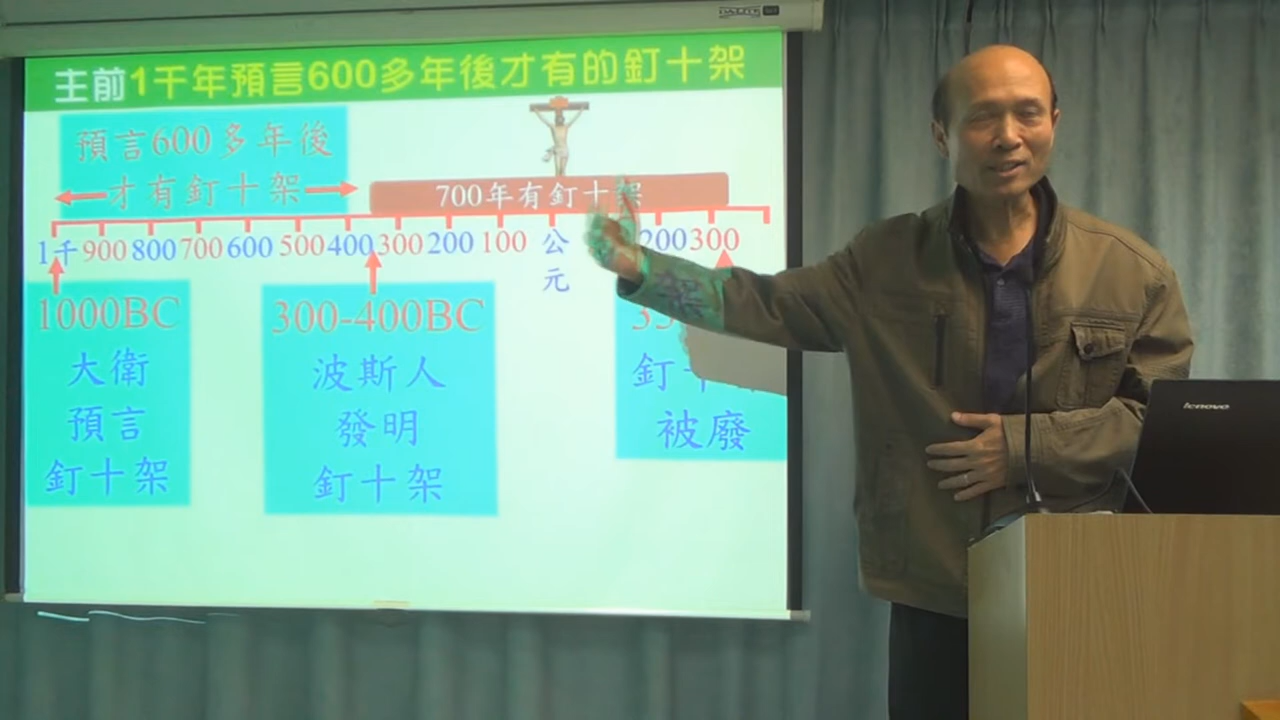 主前1千年預言600多年後才有的釘十架
預言600多年後
才有釘十架
700年有釘十架
1千 900 800 700 600 500 400 300 200 100 公元 200 300
1000BC
大衛
預言
釘十架
300-400BC
波斯人
發明
釘十架
釘十
被廢
lenovo